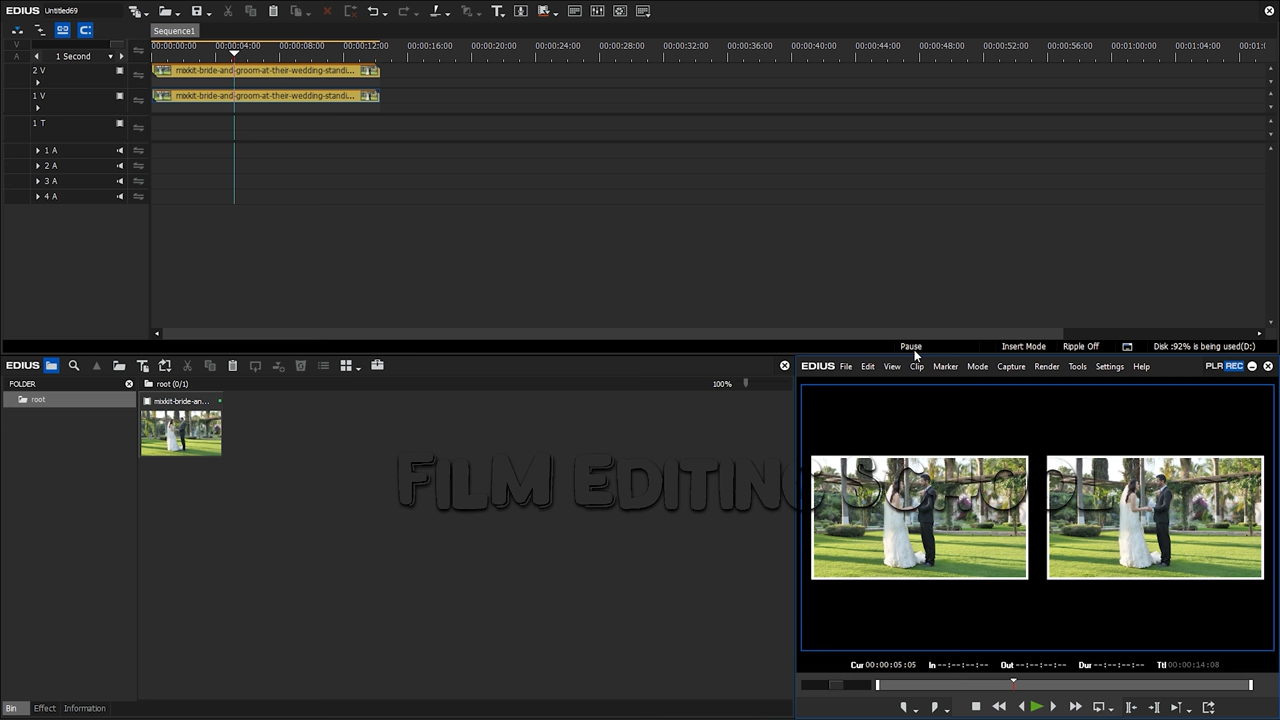 EDIUS Untitled69
Sequence1
1 Second
00:00:00:00 00:00:04:00 00:00:08:00 00:00:12:00 00:00:16:00 00:00:20:00 00:00:24:00 00:00:28:00 00:00:32:00 00:00:36:00 00:00:40:00 00:00:44:00 00:00:48:00 00:00:52:00 00:00:56:00 00:01:00:00 00:01:04:00 00:01:0
V
A
2 V mixkit-bride-and-groom-at-their-wedding-standi...
1 V mixkit-bride-and-groom-at-their-wedding-standi...
1 T
1 A
2 A
3 A
4 A
Pause Insert Mode Ripple Off Disk :92% is being used(D:)
EDIUS
FOLDER
root
root (0/1) 100%
mixkit-bride-an...
EDIUS File Edit View Clip Marker Mode Capture Render Tools Settings Help PLR REC
FILM EDITING SCHOOL
Cur 00:00:05:05 In --:--:--:-- Out --:--:--:-- Dur --:--:--:-- Ttl 00:00:14:08
Bin Effect Information